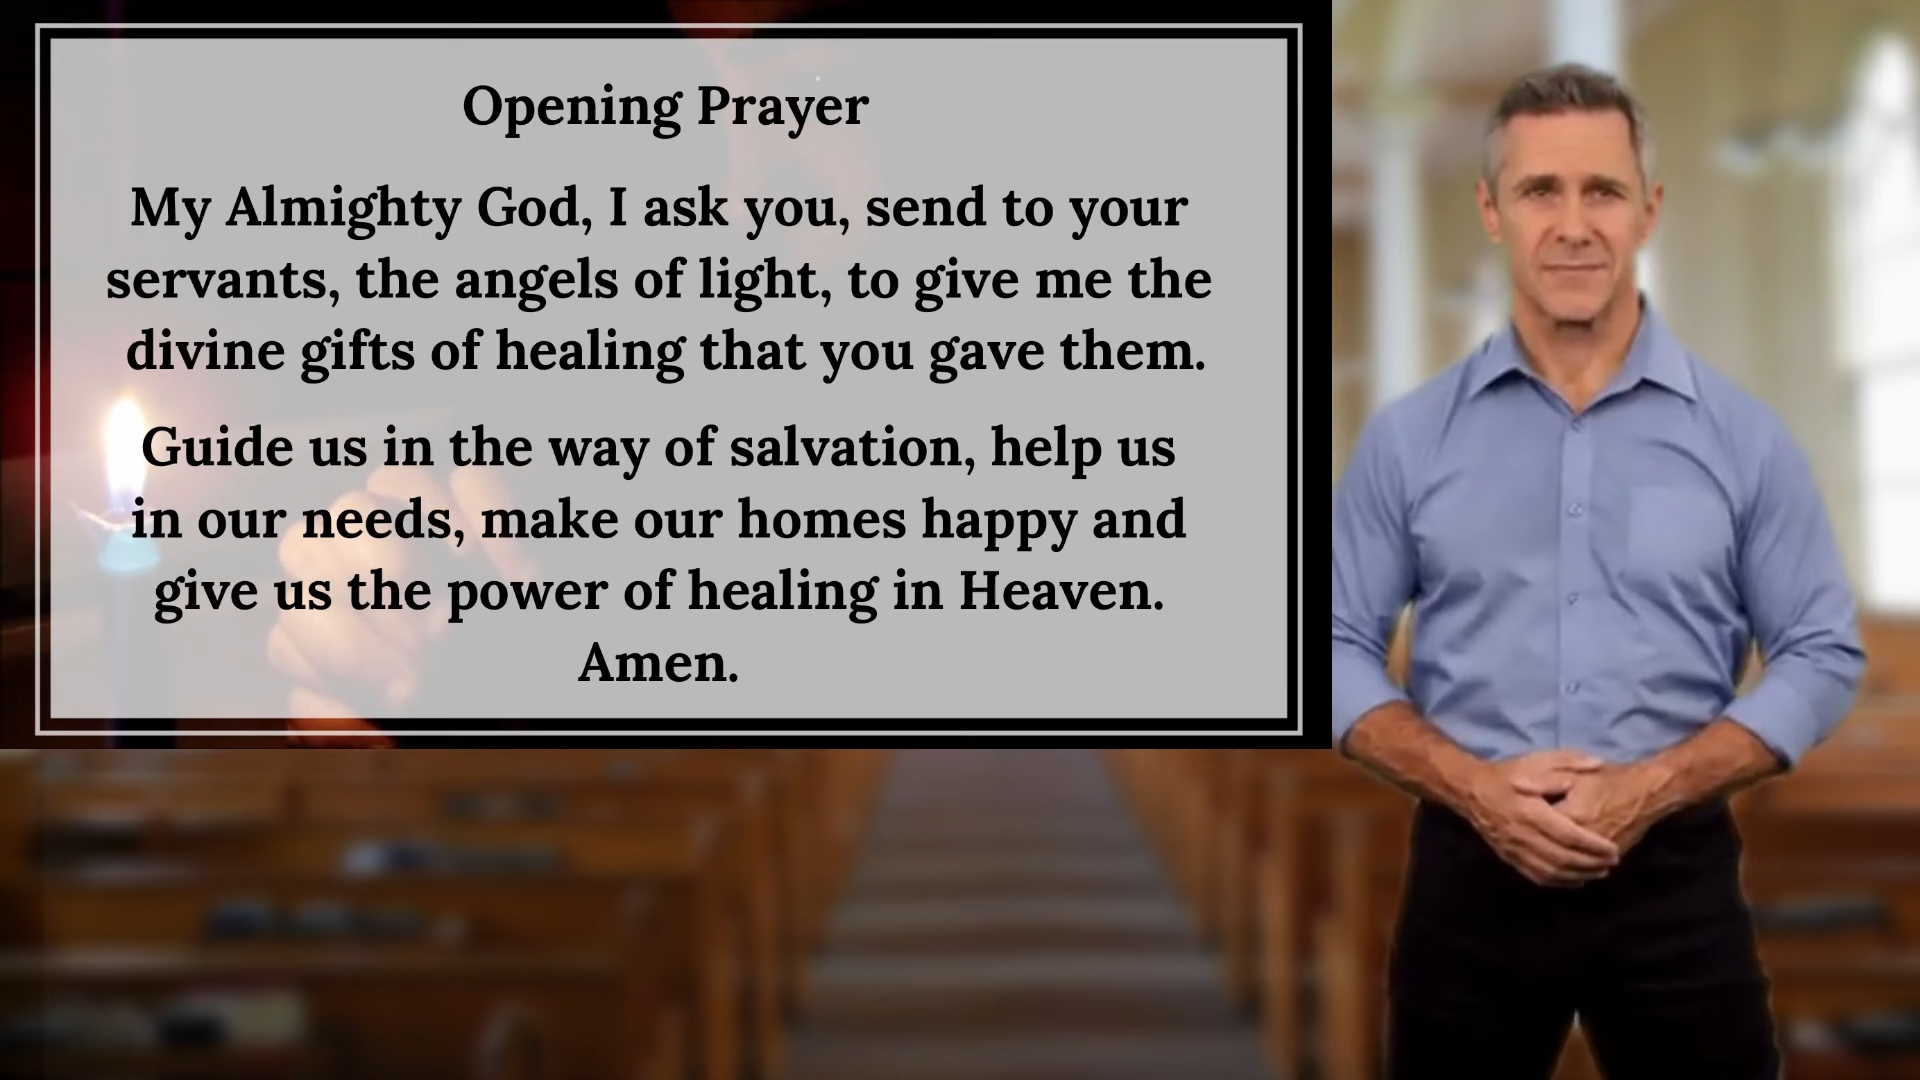 Opening Prayer
My Almighty God, I ask you, send to your
servants, the angels of light, to give me the
divine gifts of healing that you gave them.
Guide us in the way of salvation, help us
in our needs, make our homes happy and
give us the power of healing in Heaven.
Amen.